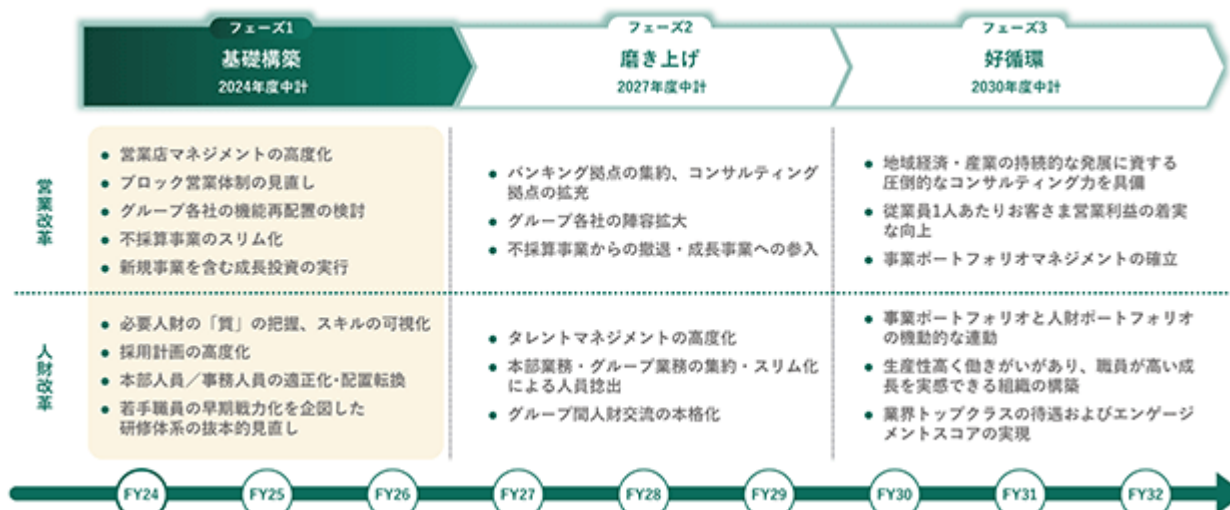 フェーズ1
基礎構築
2024年度中計
フェーズ2
磨き上げ
2027年度中計
フェーズ3
好循環
2030年度中計
営業改革
● 営業店マネジメントの高度化
● ブロック営業体制の見直し
● グループ各社の機能再配置の検討
● 不採算事業のスリム化
● 新規事業を含む成長投資の実行
● バンキング拠点の集約、コンサルティング
拠点の拡充
● グループ各社の陣容拡大
● 不採算事業からの撤退・成長事業への参入
● 地域経済・産業の持続的な発展に資する
圧倒的なコンサルティング力を具備
● 従業員1人あたりお客さま営業利益の着実
な向上
● 事業ポートフォリオマネジメントの確立
人財改革
● 必要人財の「質」の把握、スキルの可視化
● 採用計画の高度化
● 本部人員／事務人員の適正化・配置転換
● 若手職員の早期戦力化を企図した
研修体系の抜本的見直し
● タレントマネジメントの高度化
● 本部業務・グループ業務の集約・スリム化
による人員捻出
● グループ間人財交流の本格化
● 事業ポートフォリオと人財ポートフォリオ
の機動的な連動
● 生産性高く働きがいがあり、職員が高い成
長を実感できる組織の構築
● 業界トップクラスの待遇およびエンゲージ
メントスコアの実現
FY24
FY25
FY26
FY27
FY28
FY29
FY30
FY31
FY32